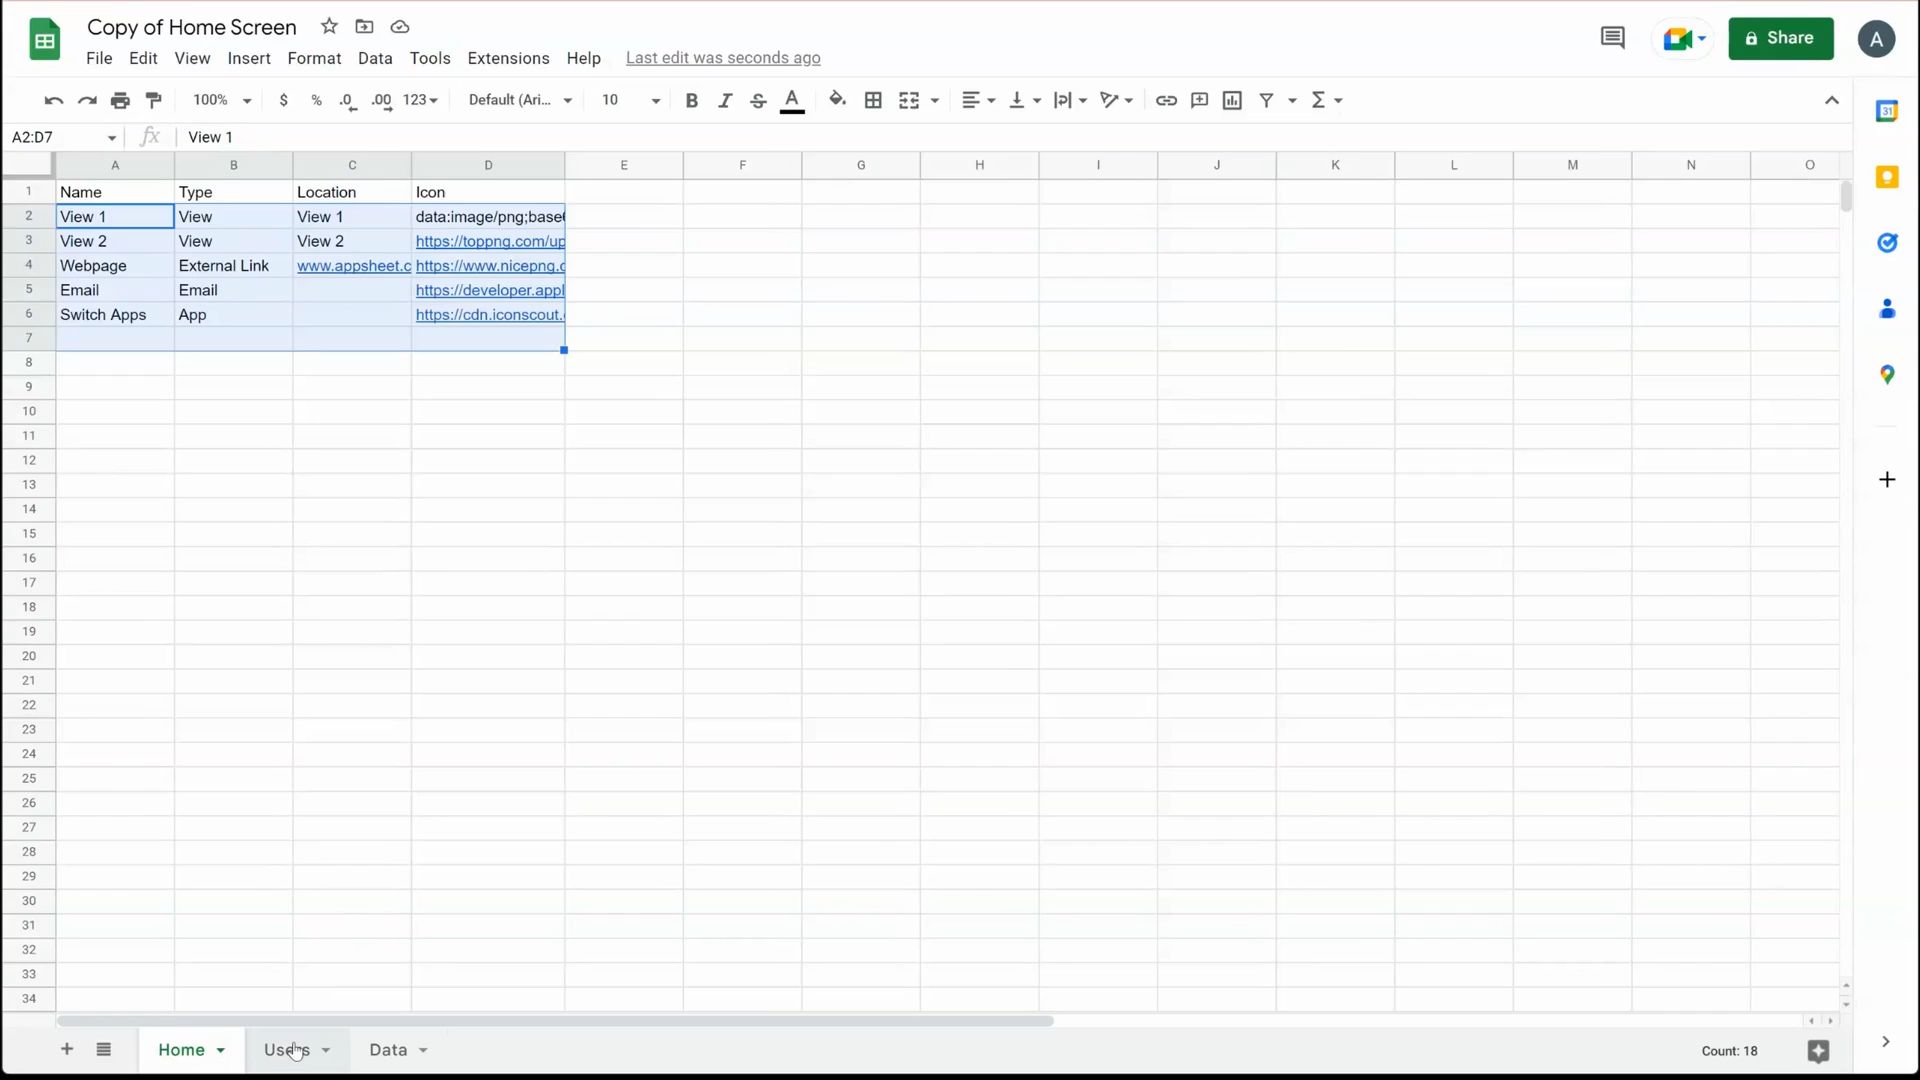 Copy of Home Screen
File Edit View Insert Format Data Tools Extensions Help Last edit was seconds ago
Share A
100% $ % .0 .00 123 Default (Ari... 10 B I S A Σ
31
A2:D7 fx View 1
A B C D E F G H I J K L M N O
1 Name Type Location Icon
2 View 1 View View 1 data:image/png;base
3 View 2 View View 2 https://toppng.com/up
4 Webpage External Link www.appsheet.c https://www.nicepng.c
5 Email Email https://developer.appl
6 Switch Apps App https://cdn.iconscout.
7
8
9
10
11
12
13
14
15
16
17
18
19
20
21
22
23
24
25
26
27
28
29
30
31
32
33
34
Home Users Data Count: 18